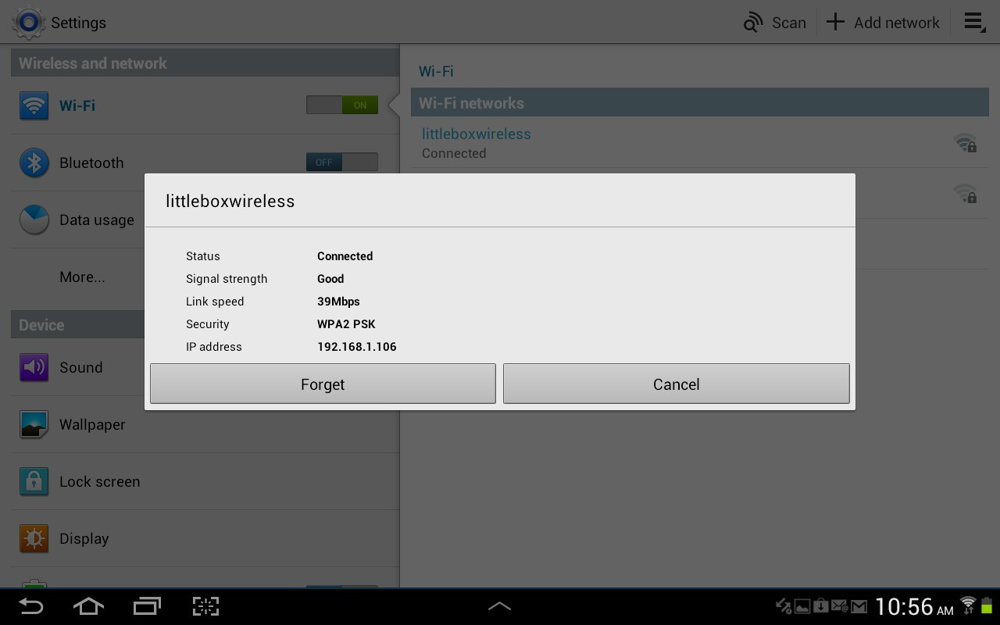 Settings
Scan
Add network
Wireless and network
Wi-Fi
ON
Bluetooth
OFF
Data usage
More...
Device
Sound
Wallpaper
Lock screen
Display
Wi-Fi
Wi-Fi networks
littleboxwireless
Connected
littleboxwireless
Status Connected
Signal strength Good
Link speed 39Mbps
Security WPA2 PSK
IP address 192.168.1.106
Forget
Cancel
10:56 AM